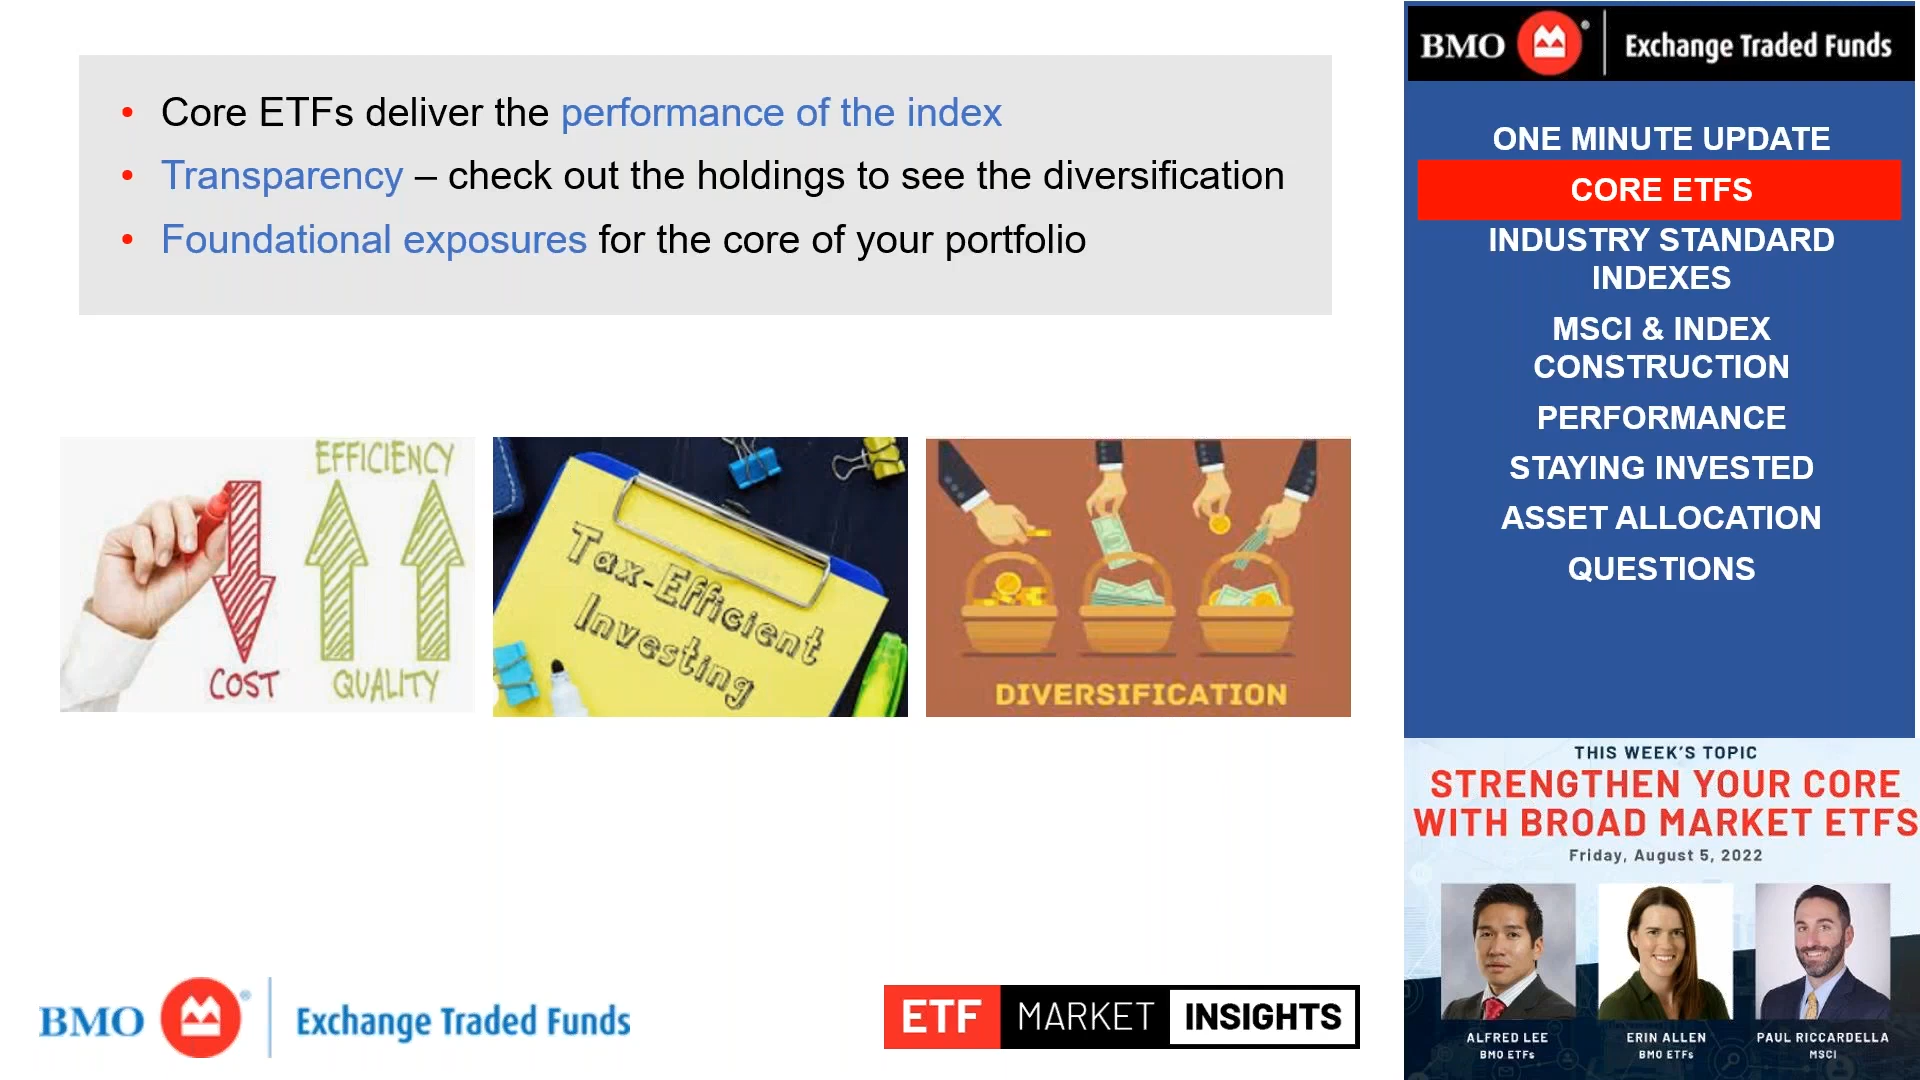 • Core ETFs deliver the performance of the index
• Transparency – check out the holdings to see the diversification
• Foundational exposures for the core of your portfolio
EFFICIENCY
COST
QUALITY
Tax-Efficient
Investing
DIVERSIFICATION
BMO ® Exchange Traded Funds
ETF MARKET INSIGHTS
BMO ® Exchange Traded Funds
ONE MINUTE UPDATE
CORE ETFS
INDUSTRY STANDARD
INDEXES
MSCI & INDEX
CONSTRUCTION
PERFORMANCE
STAYING INVESTED
ASSET ALLOCATION
QUESTIONS
THIS WEEK'S TOPIC
STRENGTHEN YOUR CORE
WITH BROAD MARKET ETFS
Friday, August 5, 2022
ALFRED LEE
BMO ETFs
ERIN ALLEN
BMO ETFs
PAUL RICCARDELLA
MSCI